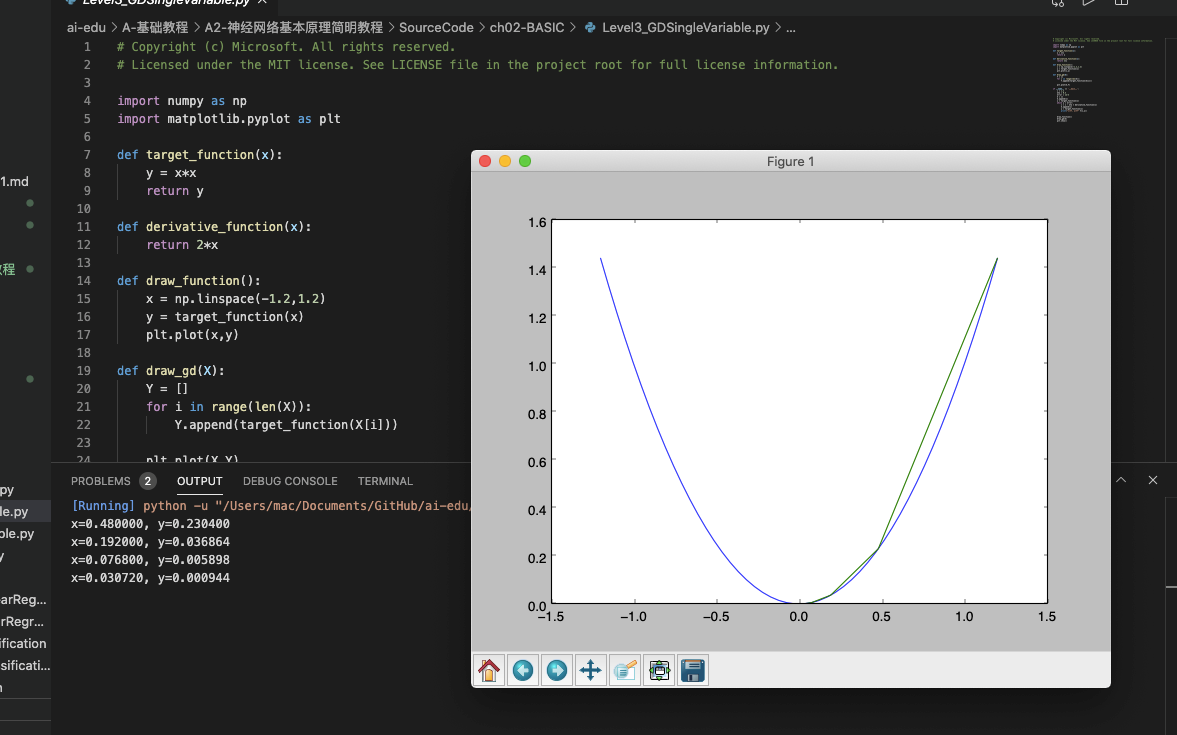 Level3_GDSingleVariable.py
ai-edu > A-基础教程 > A2-神经网络基本原理简明教程 > SourceCode > ch02-BASIC > Level3_GDSingleVariable.py > ...
1 # Copyright (c) Microsoft. All rights reserved.
2 # Licensed under the MIT license. See LICENSE file in the project root for full license information.
3
4 import numpy as np
5 import matplotlib.pyplot as plt
6
7 def target_function(x):
8 y = x*x
9 return y
10
11 def derivative_function(x):
12 return 2*x
13
14 def draw_function():
15 x = np.linspace(-1.2,1.2)
16 y = target_function(x)
17 plt.plot(x,y)
18
19 def draw_gd(X):
20 Y = []
21 for i in range(len(X)):
22 Y.append(target_function(X[i]))
23
24 plt.plot(X,Y)
1.md
程
py
le.py
ble.py
y
arReg...
rRegr...
ification
sificati...
n
PROBLEMS 2 OUTPUT DEBUG CONSOLE TERMINAL
[Running] python -u "/Users/mac/Documents/GitHub/ai-edu/
x=0.480000, y=0.230400
x=0.192000, y=0.036864
x=0.076800, y=0.005898
x=0.030720, y=0.000944
Figure 1
1.6
1.4
1.2
1.0
0.8
0.6
0.4
0.2
0.0
−1.5 −1.0 −0.5 0.0 0.5 1.0 1.5